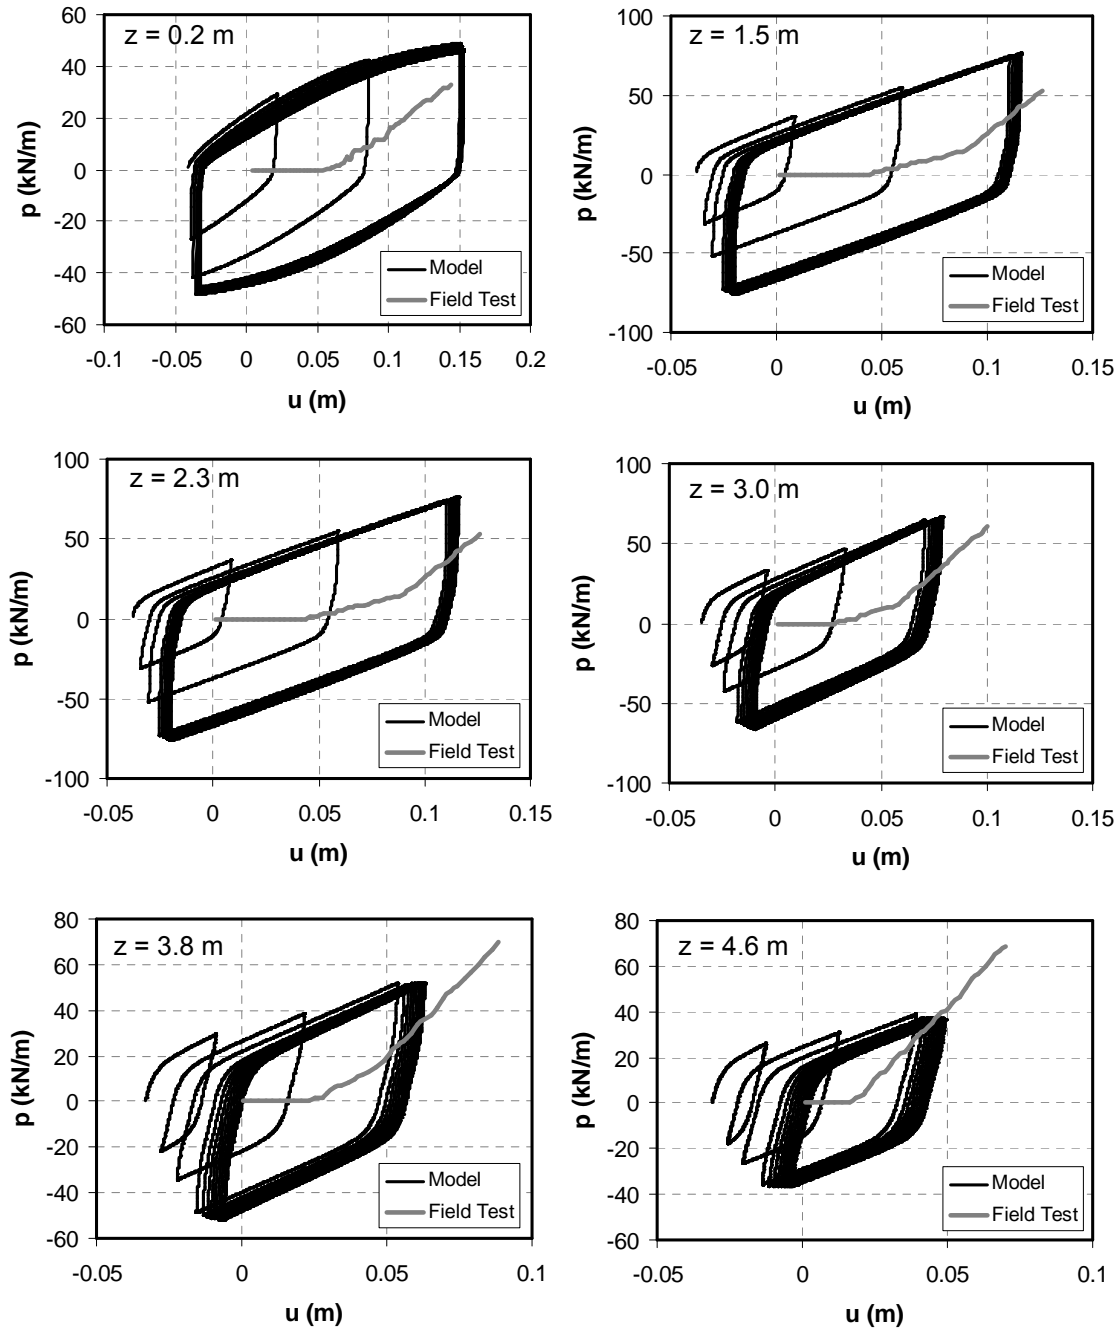 z = 0.2 m
p (kN/m)
60
40
20
0
-20
-40
-60
-0.1
-0.05
0
0.05
0.1
0.15
0.2
u (m)
Model
Field Test
z = 1.5 m
p (kN/m)
100
50
0
-50
-100
-0.05
0
0.05
0.1
0.15
u (m)
Model
Field Test
z = 2.3 m
p (kN/m)
100
50
0
-50
-100
-0.05
0
0.05
0.1
0.15
u (m)
Model
Field Test
z = 3.0 m
p (kN/m)
100
50
0
-50
-100
-0.05
0
0.05
0.1
0.15
u (m)
Model
Field Test
z = 3.8 m
p (kN/m)
80
60
40
20
0
-20
-40
-60
-0.05
0
0.05
0.1
u (m)
Model
Field Test
z = 4.6 m
p (kN/m)
80
60
40
20
0
-20
-40
-60
-0.05
0
0.05
0.1
u (m)
Model
Field Test